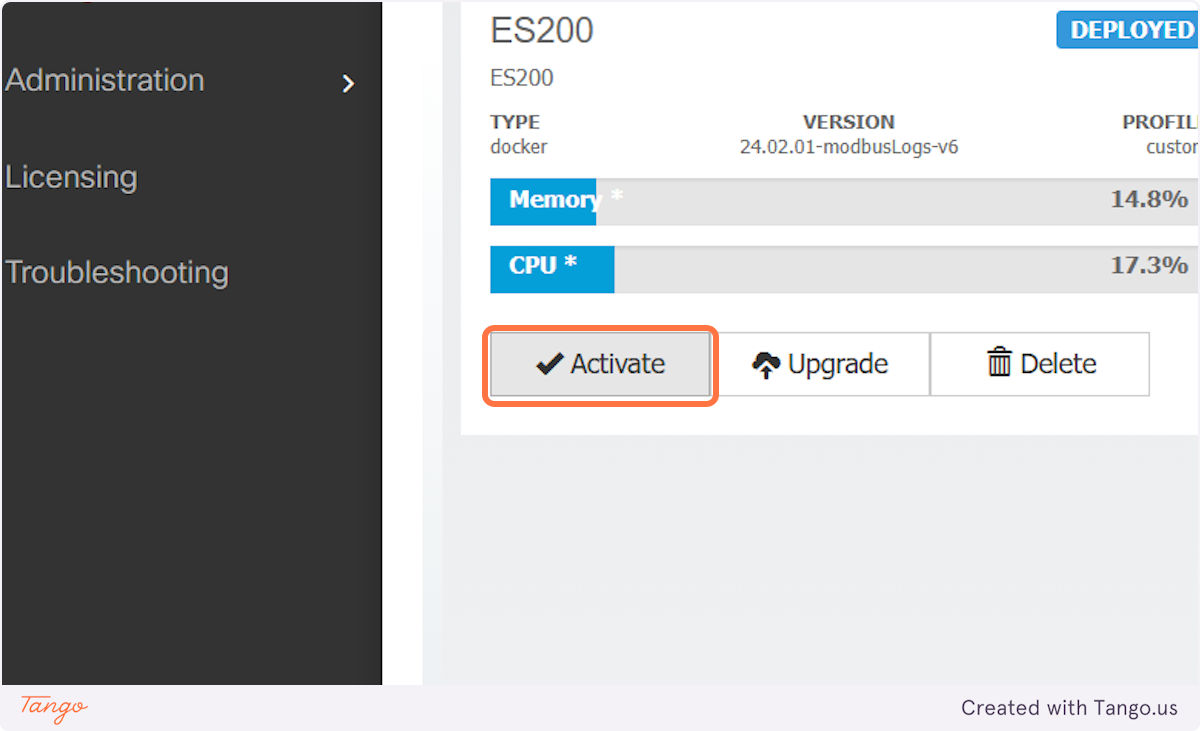 Administration
Licensing
Troubleshooting
ES200
DEPLOYED
ES200
TYPE
docker
VERSION
24.02.01-modbusLogs-v6
PROFIL
custor
Memory *
14.8%
CPU *
17.3%
Activate
Upgrade
Delete
Tango
Created with Tango.us